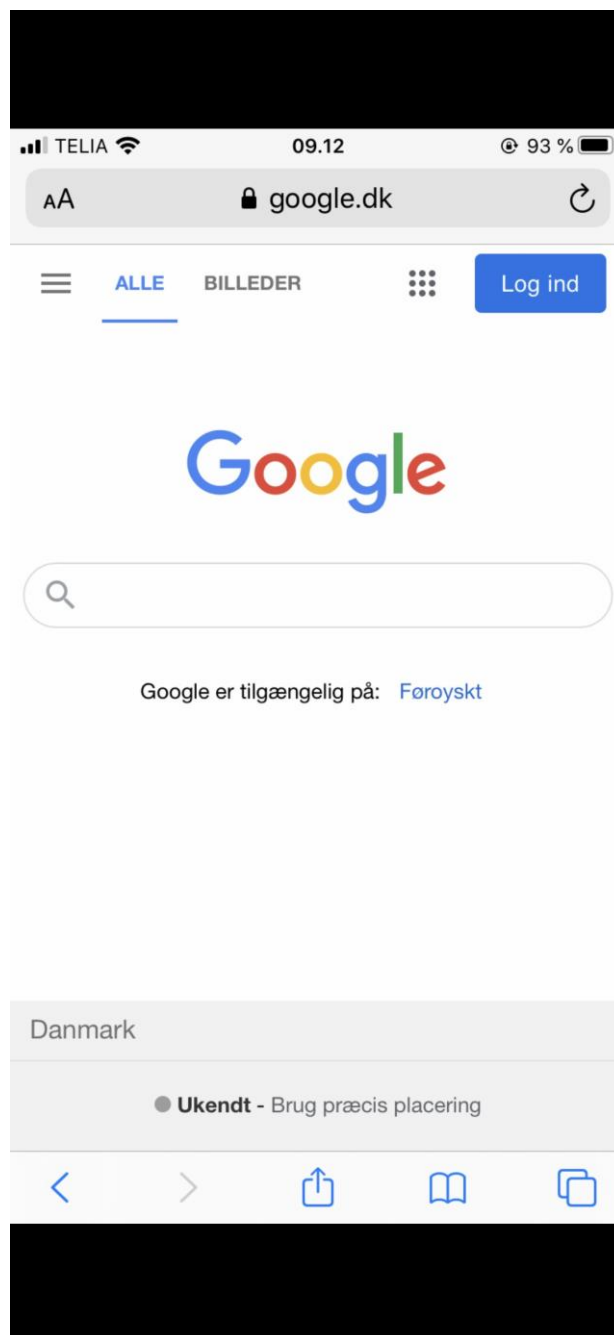 TELIA 09.12 93 %
AA google.dk
ALLE BILLEDER Log ind
Google
Google er tilgængelig på: Føroyskt
Danmark
Ukendt - Brug præcis placering